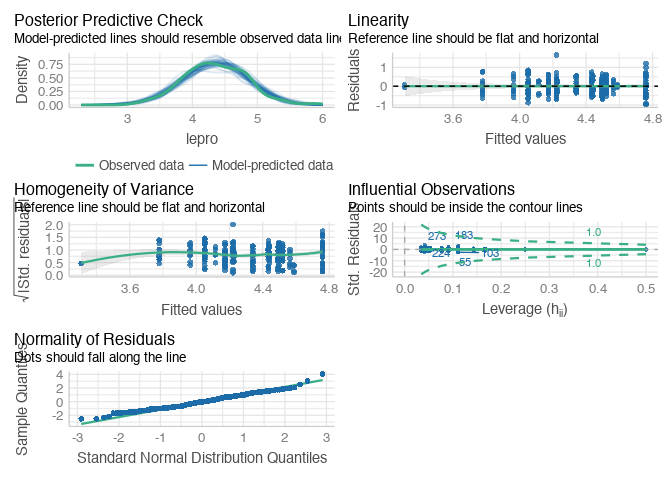 Posterior Predictive Check
Model-predicted lines should resemble observed data line
Density
0.75
0.50
0.25
0.00
3
4
5
6
lepro
Observed data
Model-predicted data
Linearity
Reference line should be flat and horizontal
Residuals
1
0
-1
3.6
4.0
4.4
4.8
Fitted values
Homogeneity of Variance
Reference line should be flat and horizontal
√|Std. residuals|
2.0
1.5
1.0
0.5
0.0
3.6
4.0
4.4
4.8
Fitted values
Influential Observations
Points should be inside the contour lines
Std. residuals
20
10
0
-10
-20
273
183
224
55
103
1.0
1.0
0.0
0.1
0.2
0.3
0.4
0.5
Leverage (hii)
Normality of Residuals
Dots should fall along the line
Sample Quantiles
4
2
0
-2
-3
-2
-1
0
1
2
3
Standard Normal Distribution Quantiles